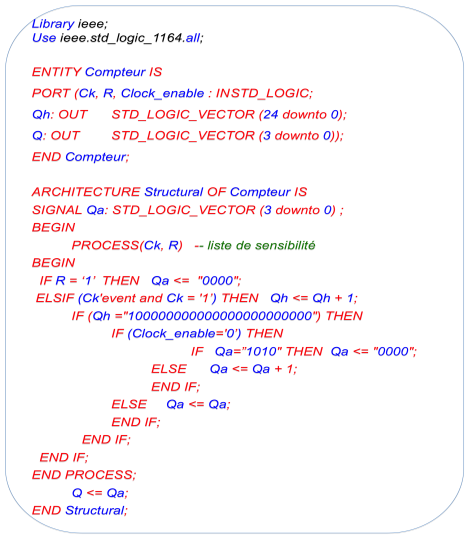 Library ieee;
Use ieee.std_logic_1164.all;
ENTITY Compteur IS
PORT (Ck, R, Clock_enable : INSTD_LOGIC;
Qh: OUT STD_LOGIC_VECTOR (24 downto 0);
Q: OUT STD_LOGIC_VECTOR (3 downto 0));
END Compteur;
ARCHITECTURE Structural OF Compteur IS
SIGNAL Qa: STD_LOGIC_VECTOR (3 downto 0) ;
BEGIN
PROCESS(Ck, R) -- liste de sensibilité
BEGIN
IF R = ‘1’ THEN Qa <= "0000";
ELSIF (Ck'event and Ck = '1') THEN Qh <= Qh + 1;
IF (Qh ="1000000000000000000000000") THEN
IF (Clock_enable='0') THEN
IF Qa="1010" THEN Qa <= "0000";
ELSE Qa <= Qa + 1;
END IF;
ELSE Qa <= Qa;
END IF;
END IF;
END IF;
END PROCESS;
Q <= Qa;
END Structural;